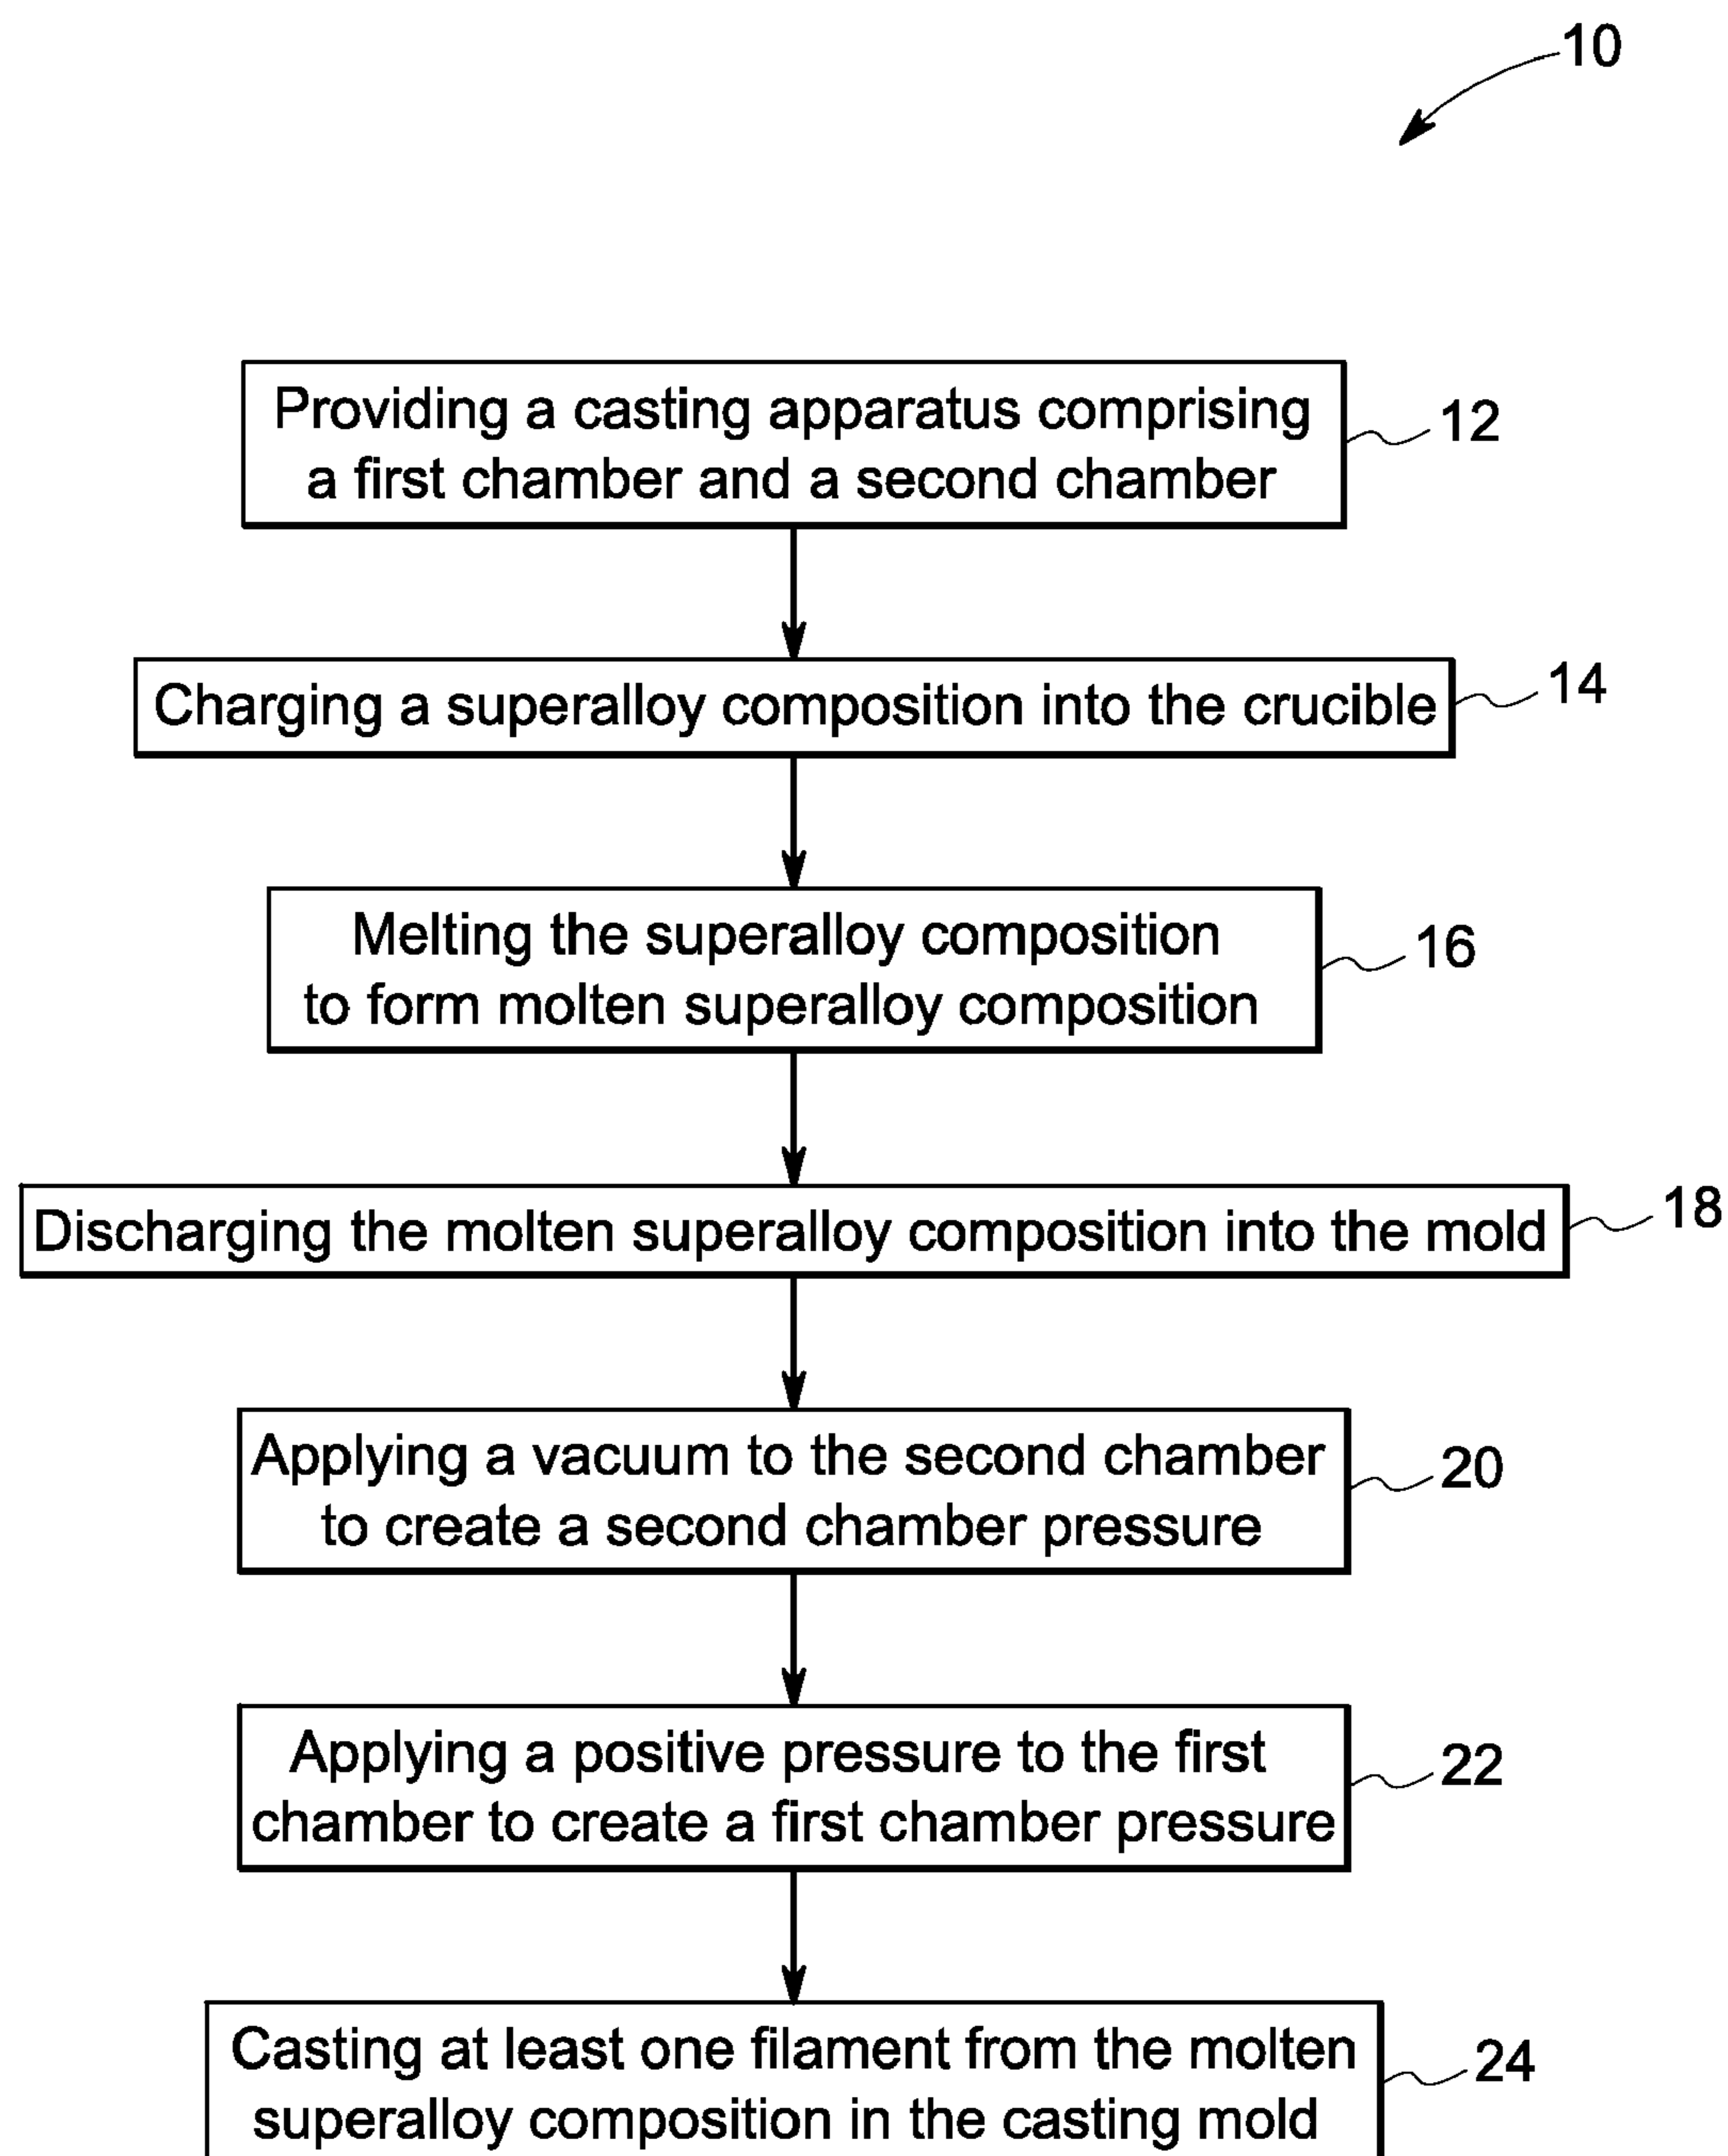 10
Providing a casting apparatus comprising
a first chamber and a second chamber
12
Charging a superalloy composition into the crucible
14
Melting the superalloy composition
to form molten superalloy composition
16
Discharging the molten superalloy composition into the mold
18
Applying a vacuum to the second chamber
to create a second chamber pressure
20
Applying a positive pressure to the first
chamber to create a first chamber pressure
22
Casting at least one filament from the molten
superalloy composition in the casting mold
24